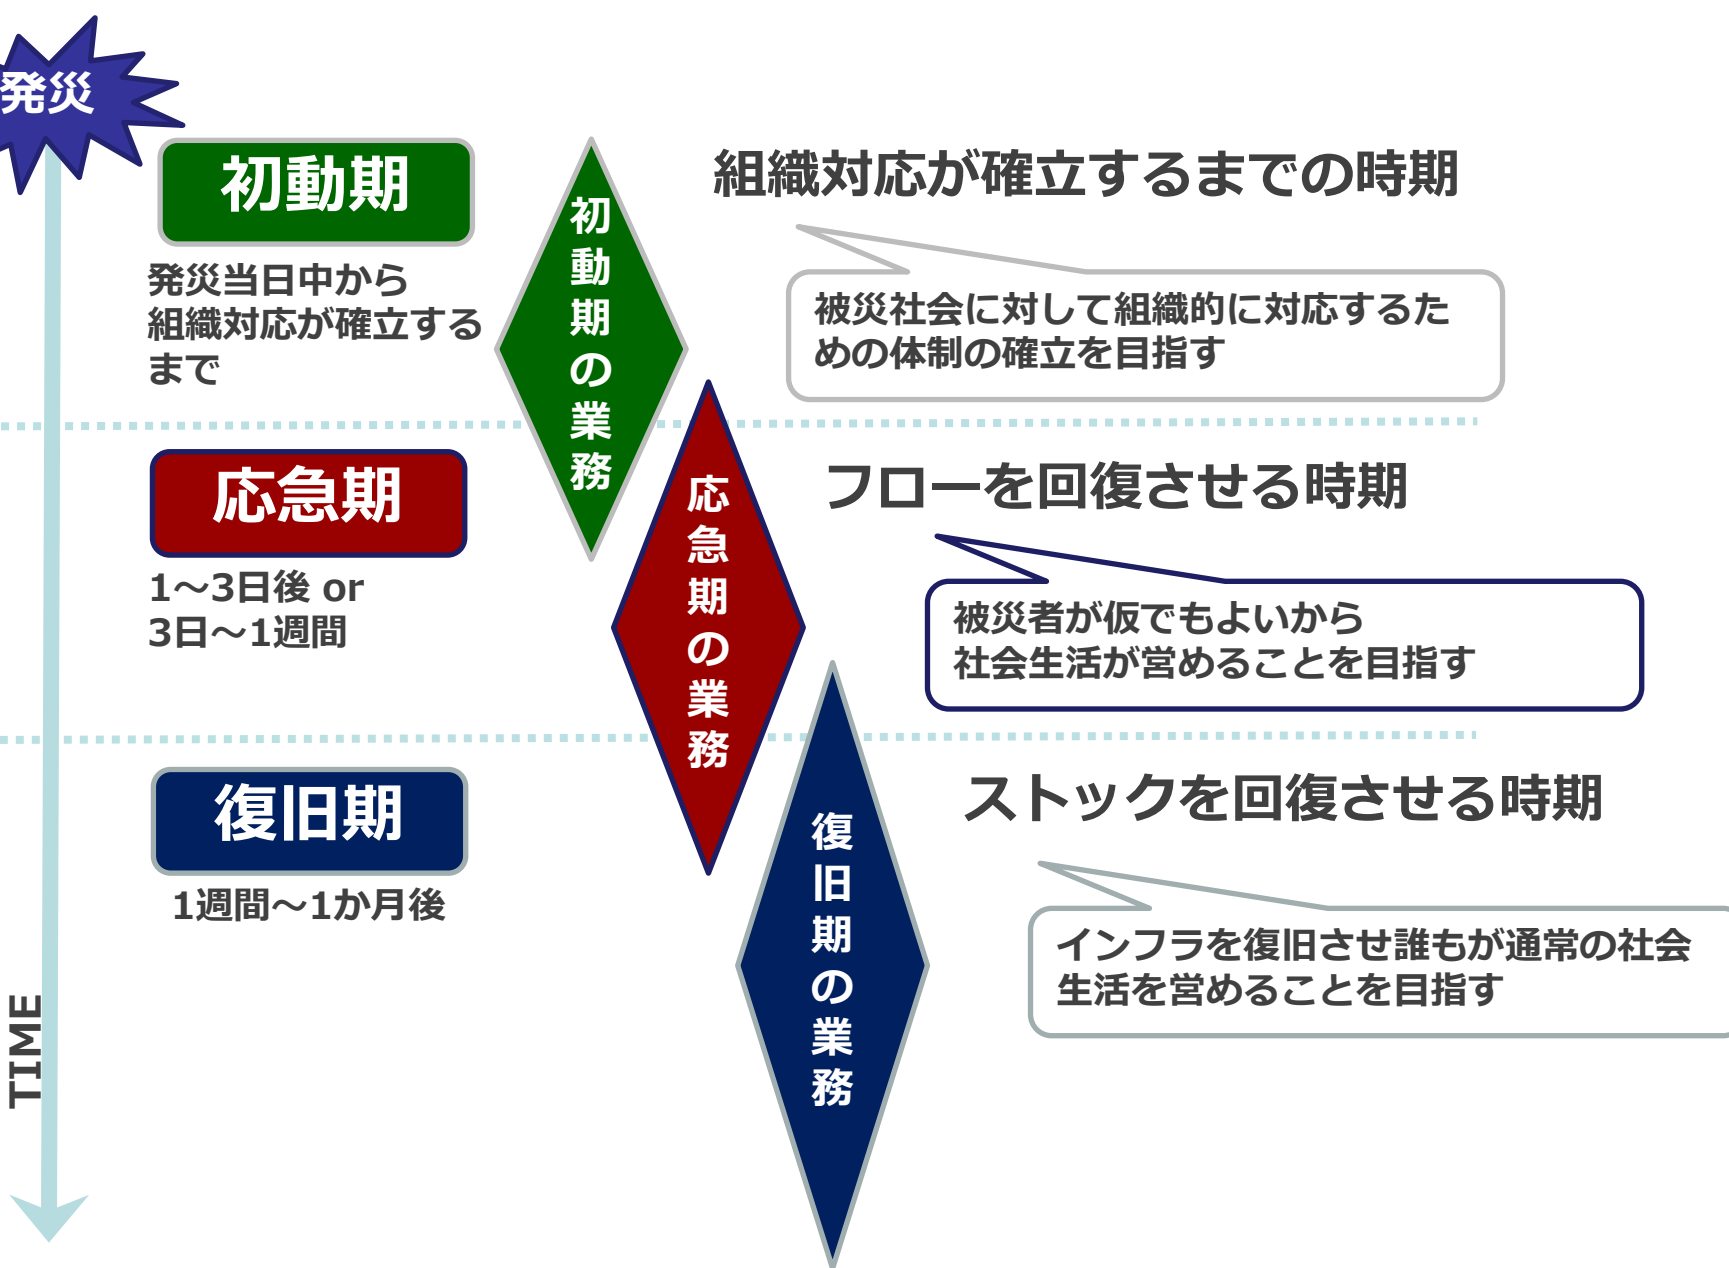 発災
初動期
発災当日中から
組織対応が確立する
まで
初動期の業務
組織対応が確立するまでの時期
被災社会に対して組織的に対応するた
めの体制の確立を目指す
応急期
1～3日後 or
3日～1週間
応急期の業務
フローを回復させる時期
被災者が仮でもよいから
社会生活が営めることを目指す
復旧期
1週間～1か月後
復旧期の業務
ストックを回復させる時期
インフラを復旧させ誰もが通常の社会
生活を営めることを目指す
TIME